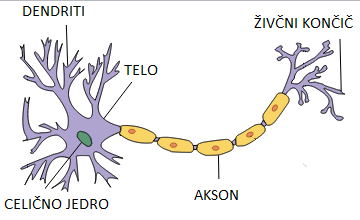 DENDRITI
ŽIVČNI KONČIČ
TELO
AKSON
CELIČNO JEDRO